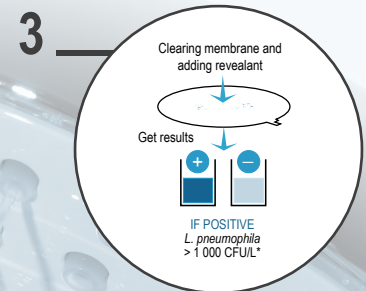 3
Clearing membrane and
adding revealant
Get results
+ −
IF POSITIVE
L. pneumophila
> 1 000 CFU/L*